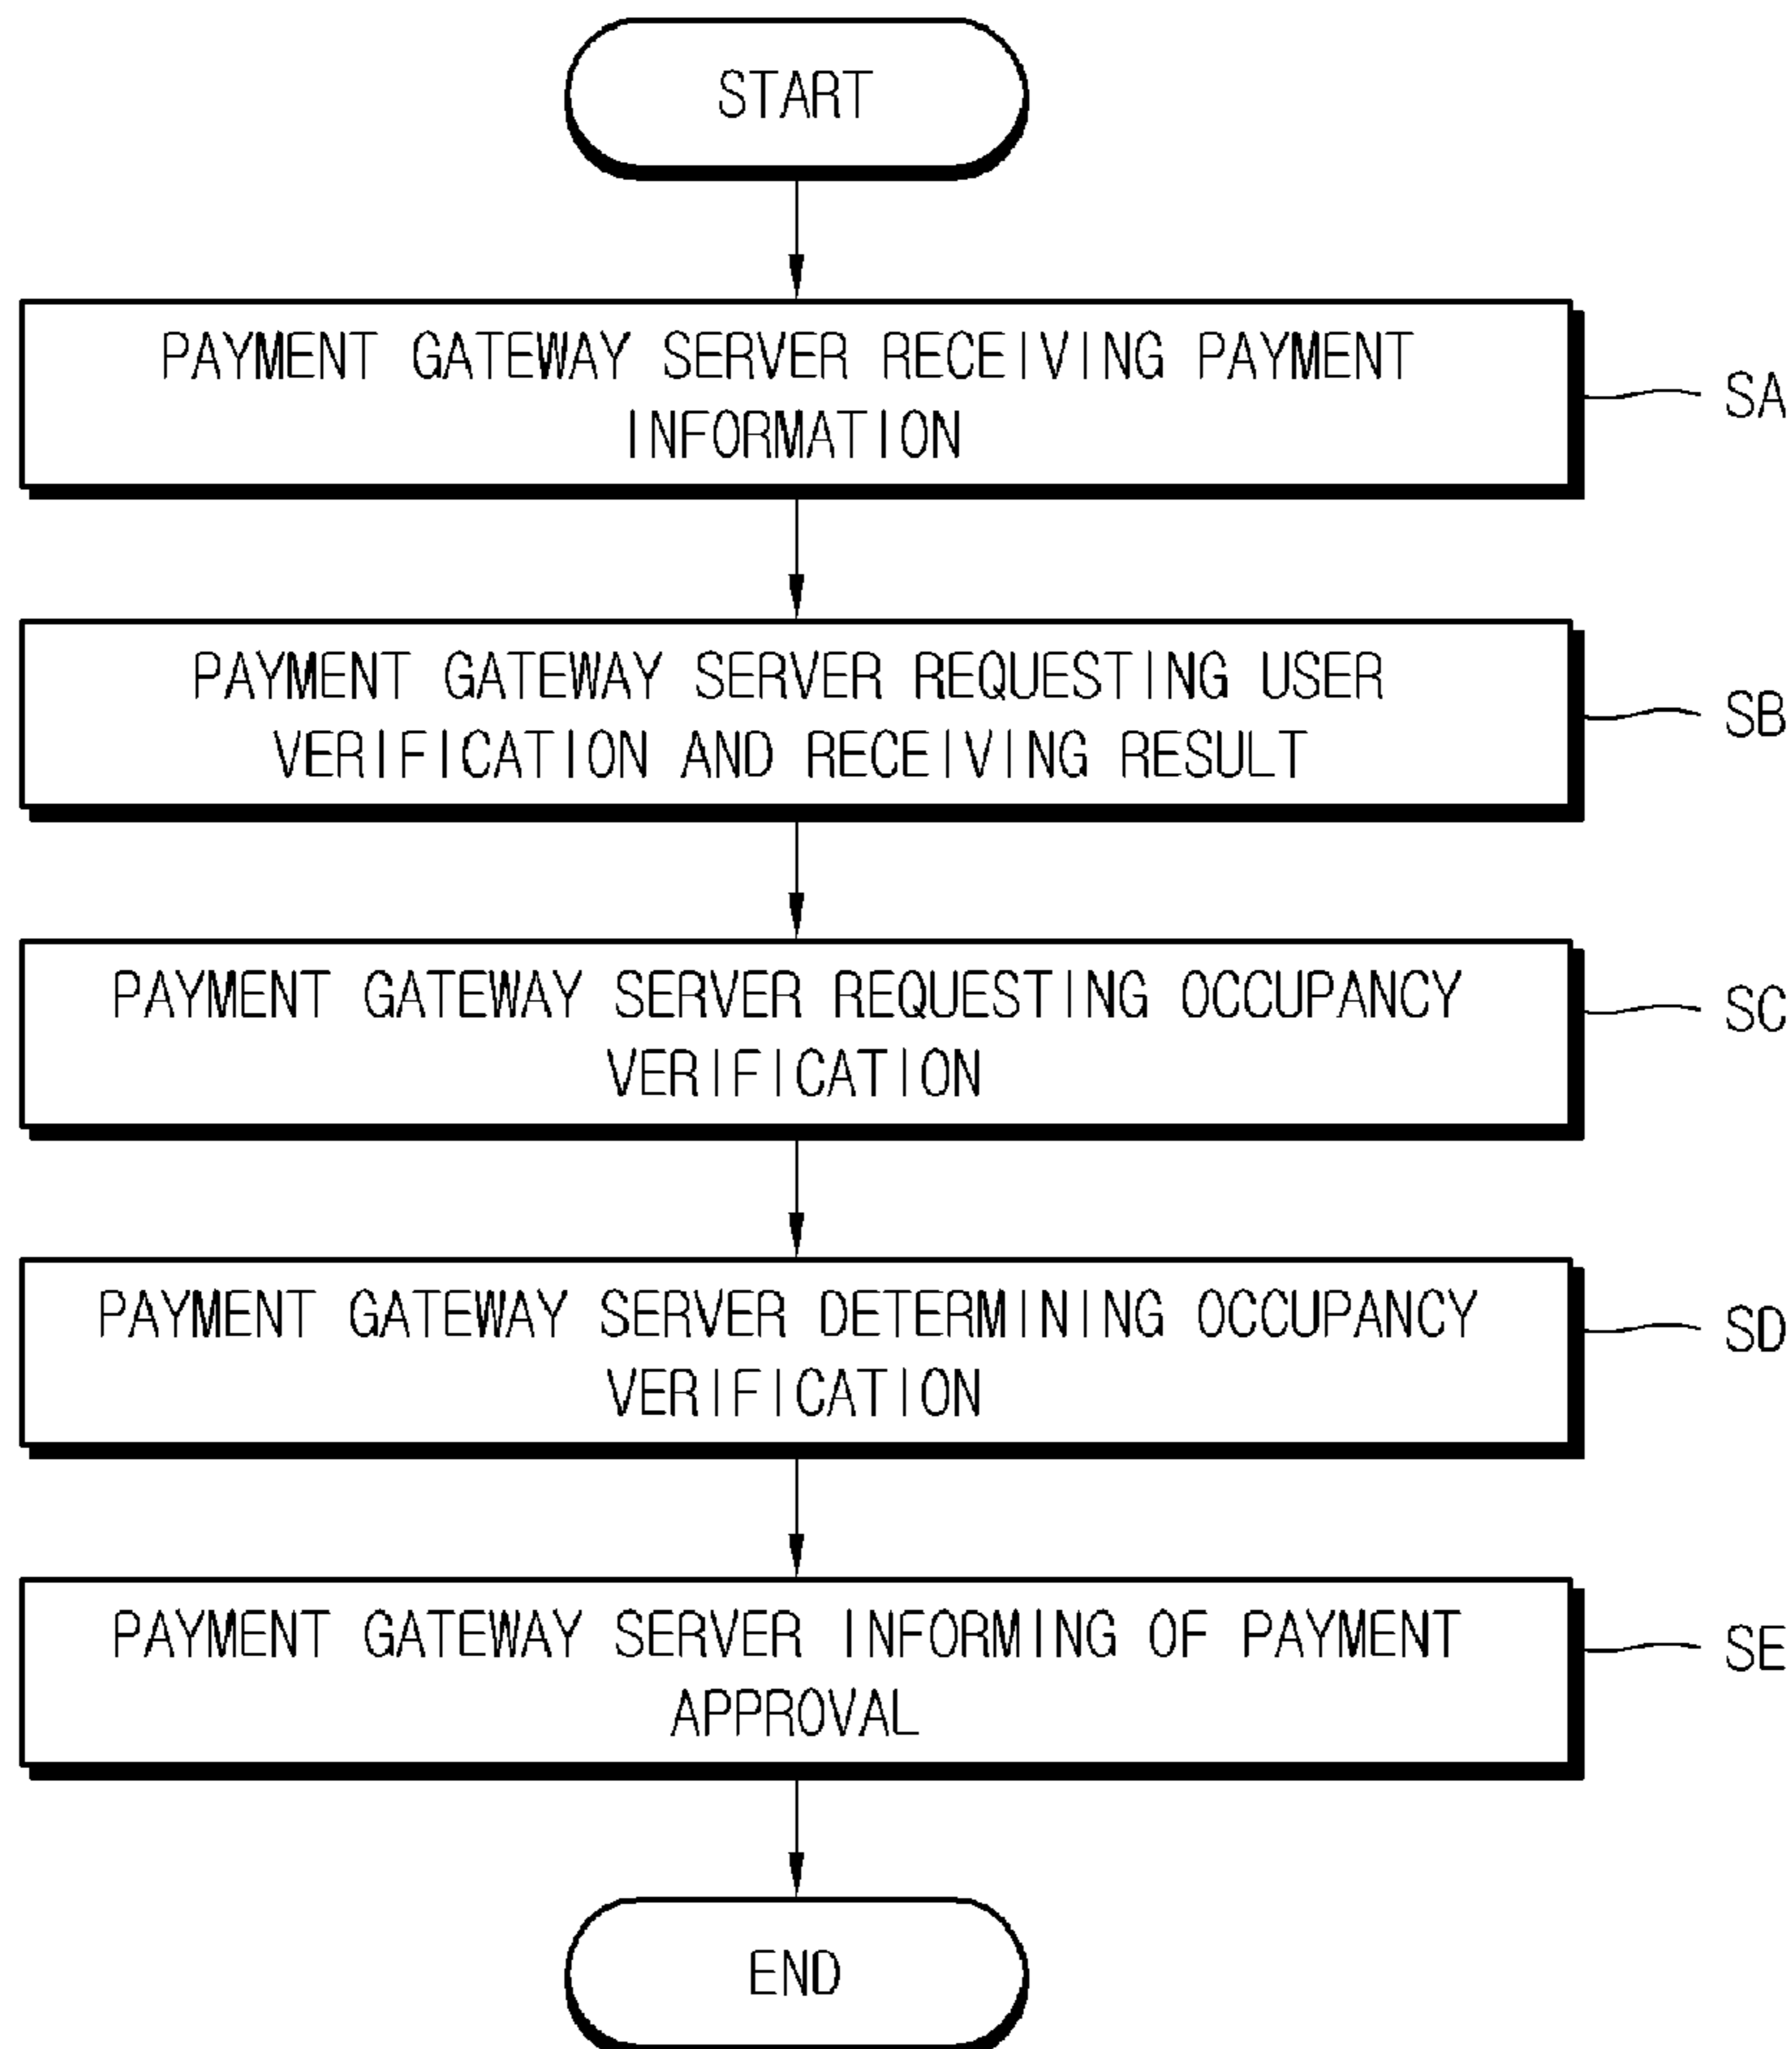 START
PAYMENT GATEWAY SERVER RECEIVING PAYMENT
INFORMATION
SA
PAYMENT GATEWAY SERVER REQUESTING USER
VERIFICATION AND RECEIVING RESULT
SB
PAYMENT GATEWAY SERVER REQUESTING OCCUPANCY
VERIFICATION
SC
PAYMENT GATEWAY SERVER DETERMINING OCCUPANCY
VERIFICATION
SD
PAYMENT GATEWAY SERVER INFORMING OF PAYMENT
APPROVAL
SE
END